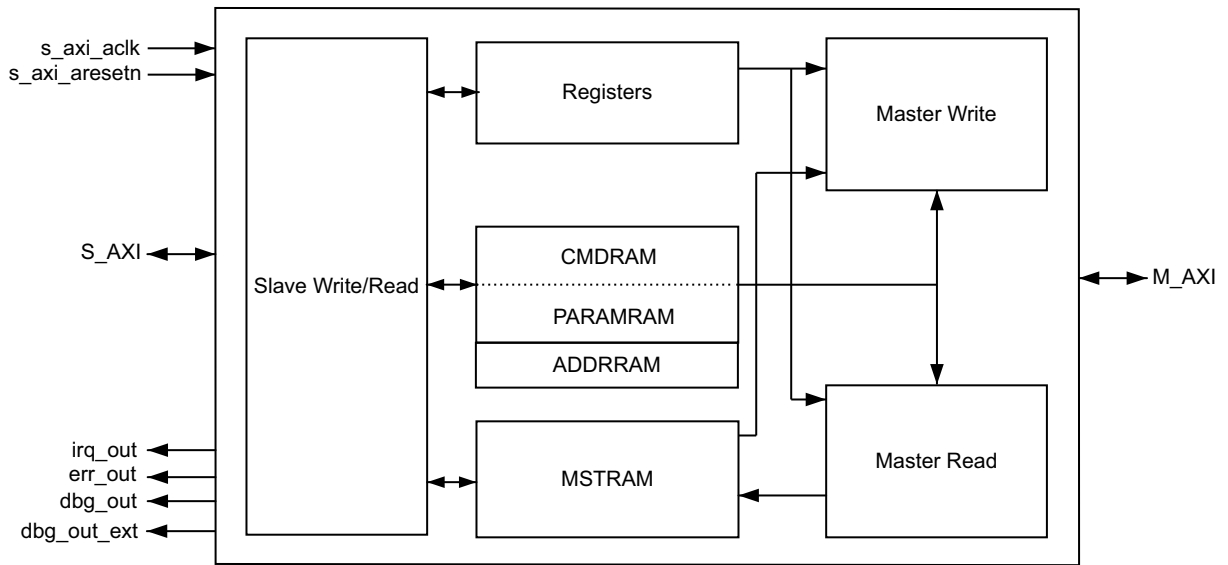 s_axi_aclk
s_axi_aresetn
S_AXI
irq_out
err_out
dbg_out
dbg_out_ext
Slave Write/Read
Registers
CMDRAM
PARAMRAM
ADDRRAM
MSTRAM
Master Write
Master Read
M_AXI